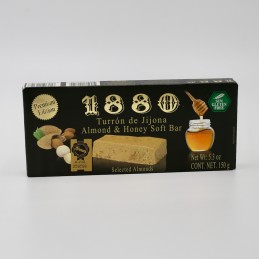 Premium
Edition
1880
Turrón de Jijona
Almond & Honey Soft Bar
Selected Almonds
Net Wt. 5.3 oz
CONT. NET. 150 g